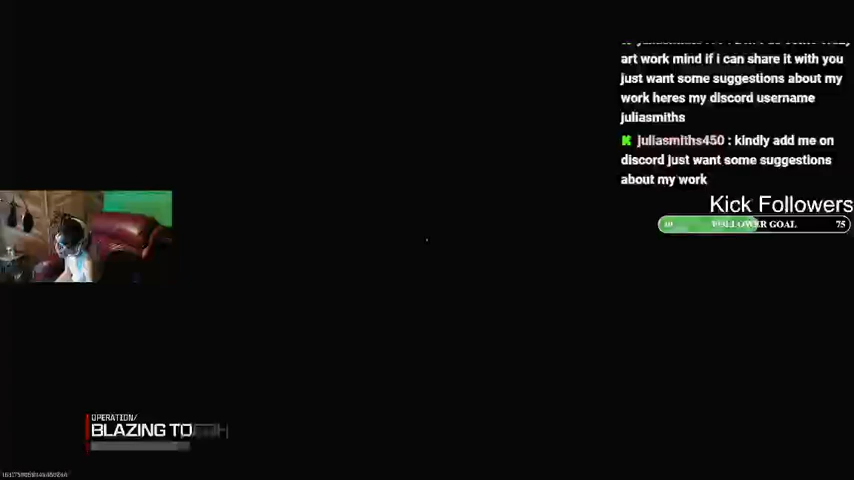 art work mind if i can share it with you
just want some suggestions about my
work heres my discord username
juliasmiths
juliasmiths450 : kindly add me on
discord just want some suggestions
about my work
Kick Followers
FOLLOWER GOAL 75
OPERATION/
BLAZING